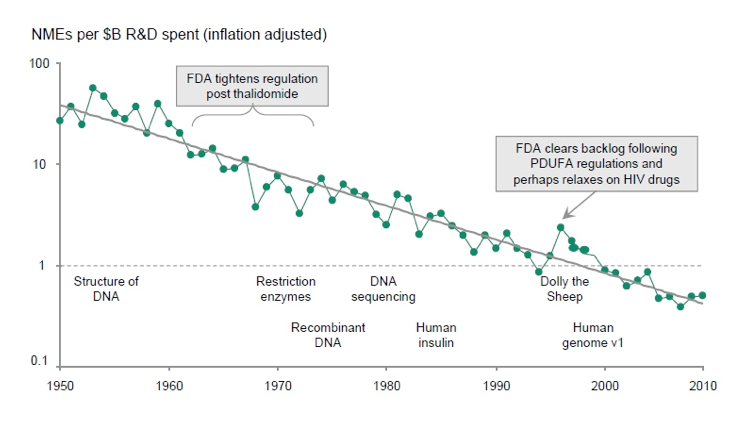 NMEs per $B R&D spent (inflation adjusted)
100
FDA tightens regulation
post thalidomide
FDA clears backlog following
PDUFA regulations and
perhaps relaxes on HIV drugs
10
1
Structure of
DNA
Restriction
enzymes
DNA
sequencing
Dolly the
Sheep
Recombinant
DNA
Human
insulin
Human
genome v1
0.1
1950
1960
1970
1980
1990
2000
2010